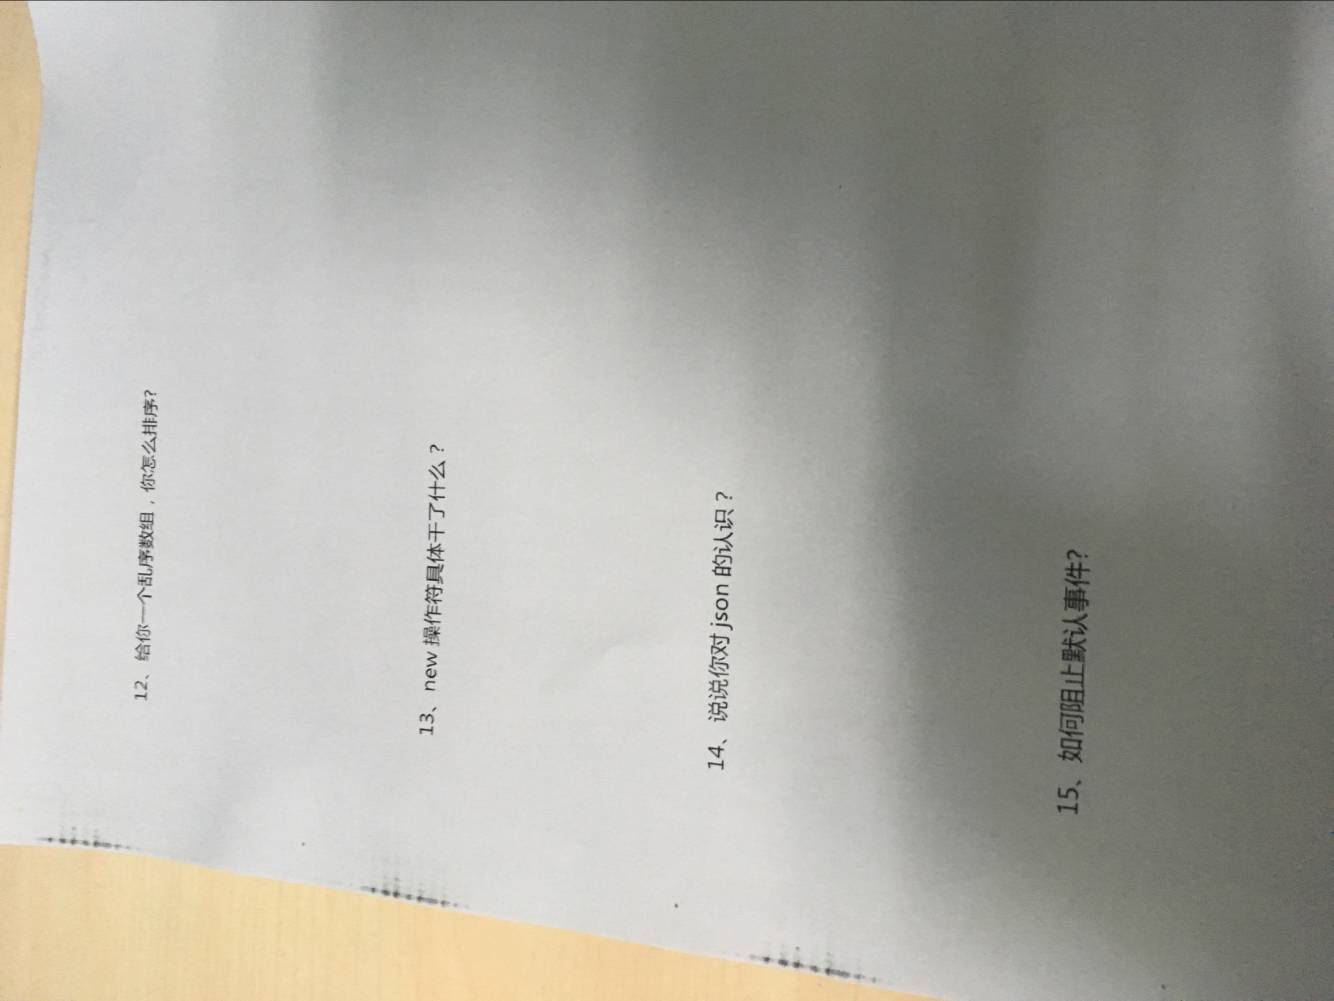 12、给你一个乱序数组，你怎么排序?
13、new 操作符具体干了什么？
14、说说你对 json 的认识？
15、如何阻止默认事件?